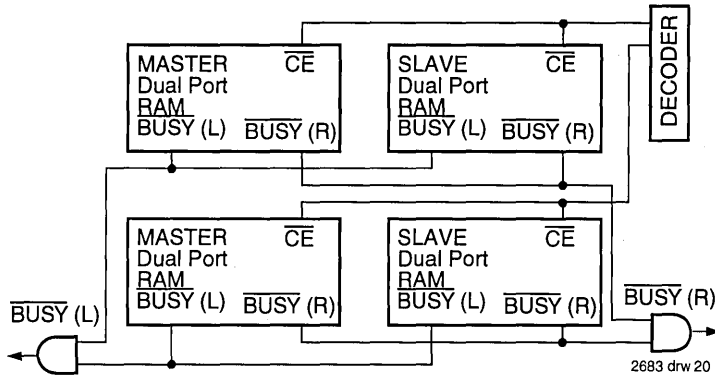 MASTER
Dual Port
RAM
BUSY (L)
CE
BUSY (R)
SLAVE
Dual Port
RAM
BUSY (L)
CE
BUSY (R)
DECODER
MASTER
Dual Port
RAM
BUSY (L)
CE
BUSY (R)
SLAVE
Dual Port
RAM
BUSY (L)
CE
BUSY (R)
BUSY (L)
BUSY (R)
2683 drw 20